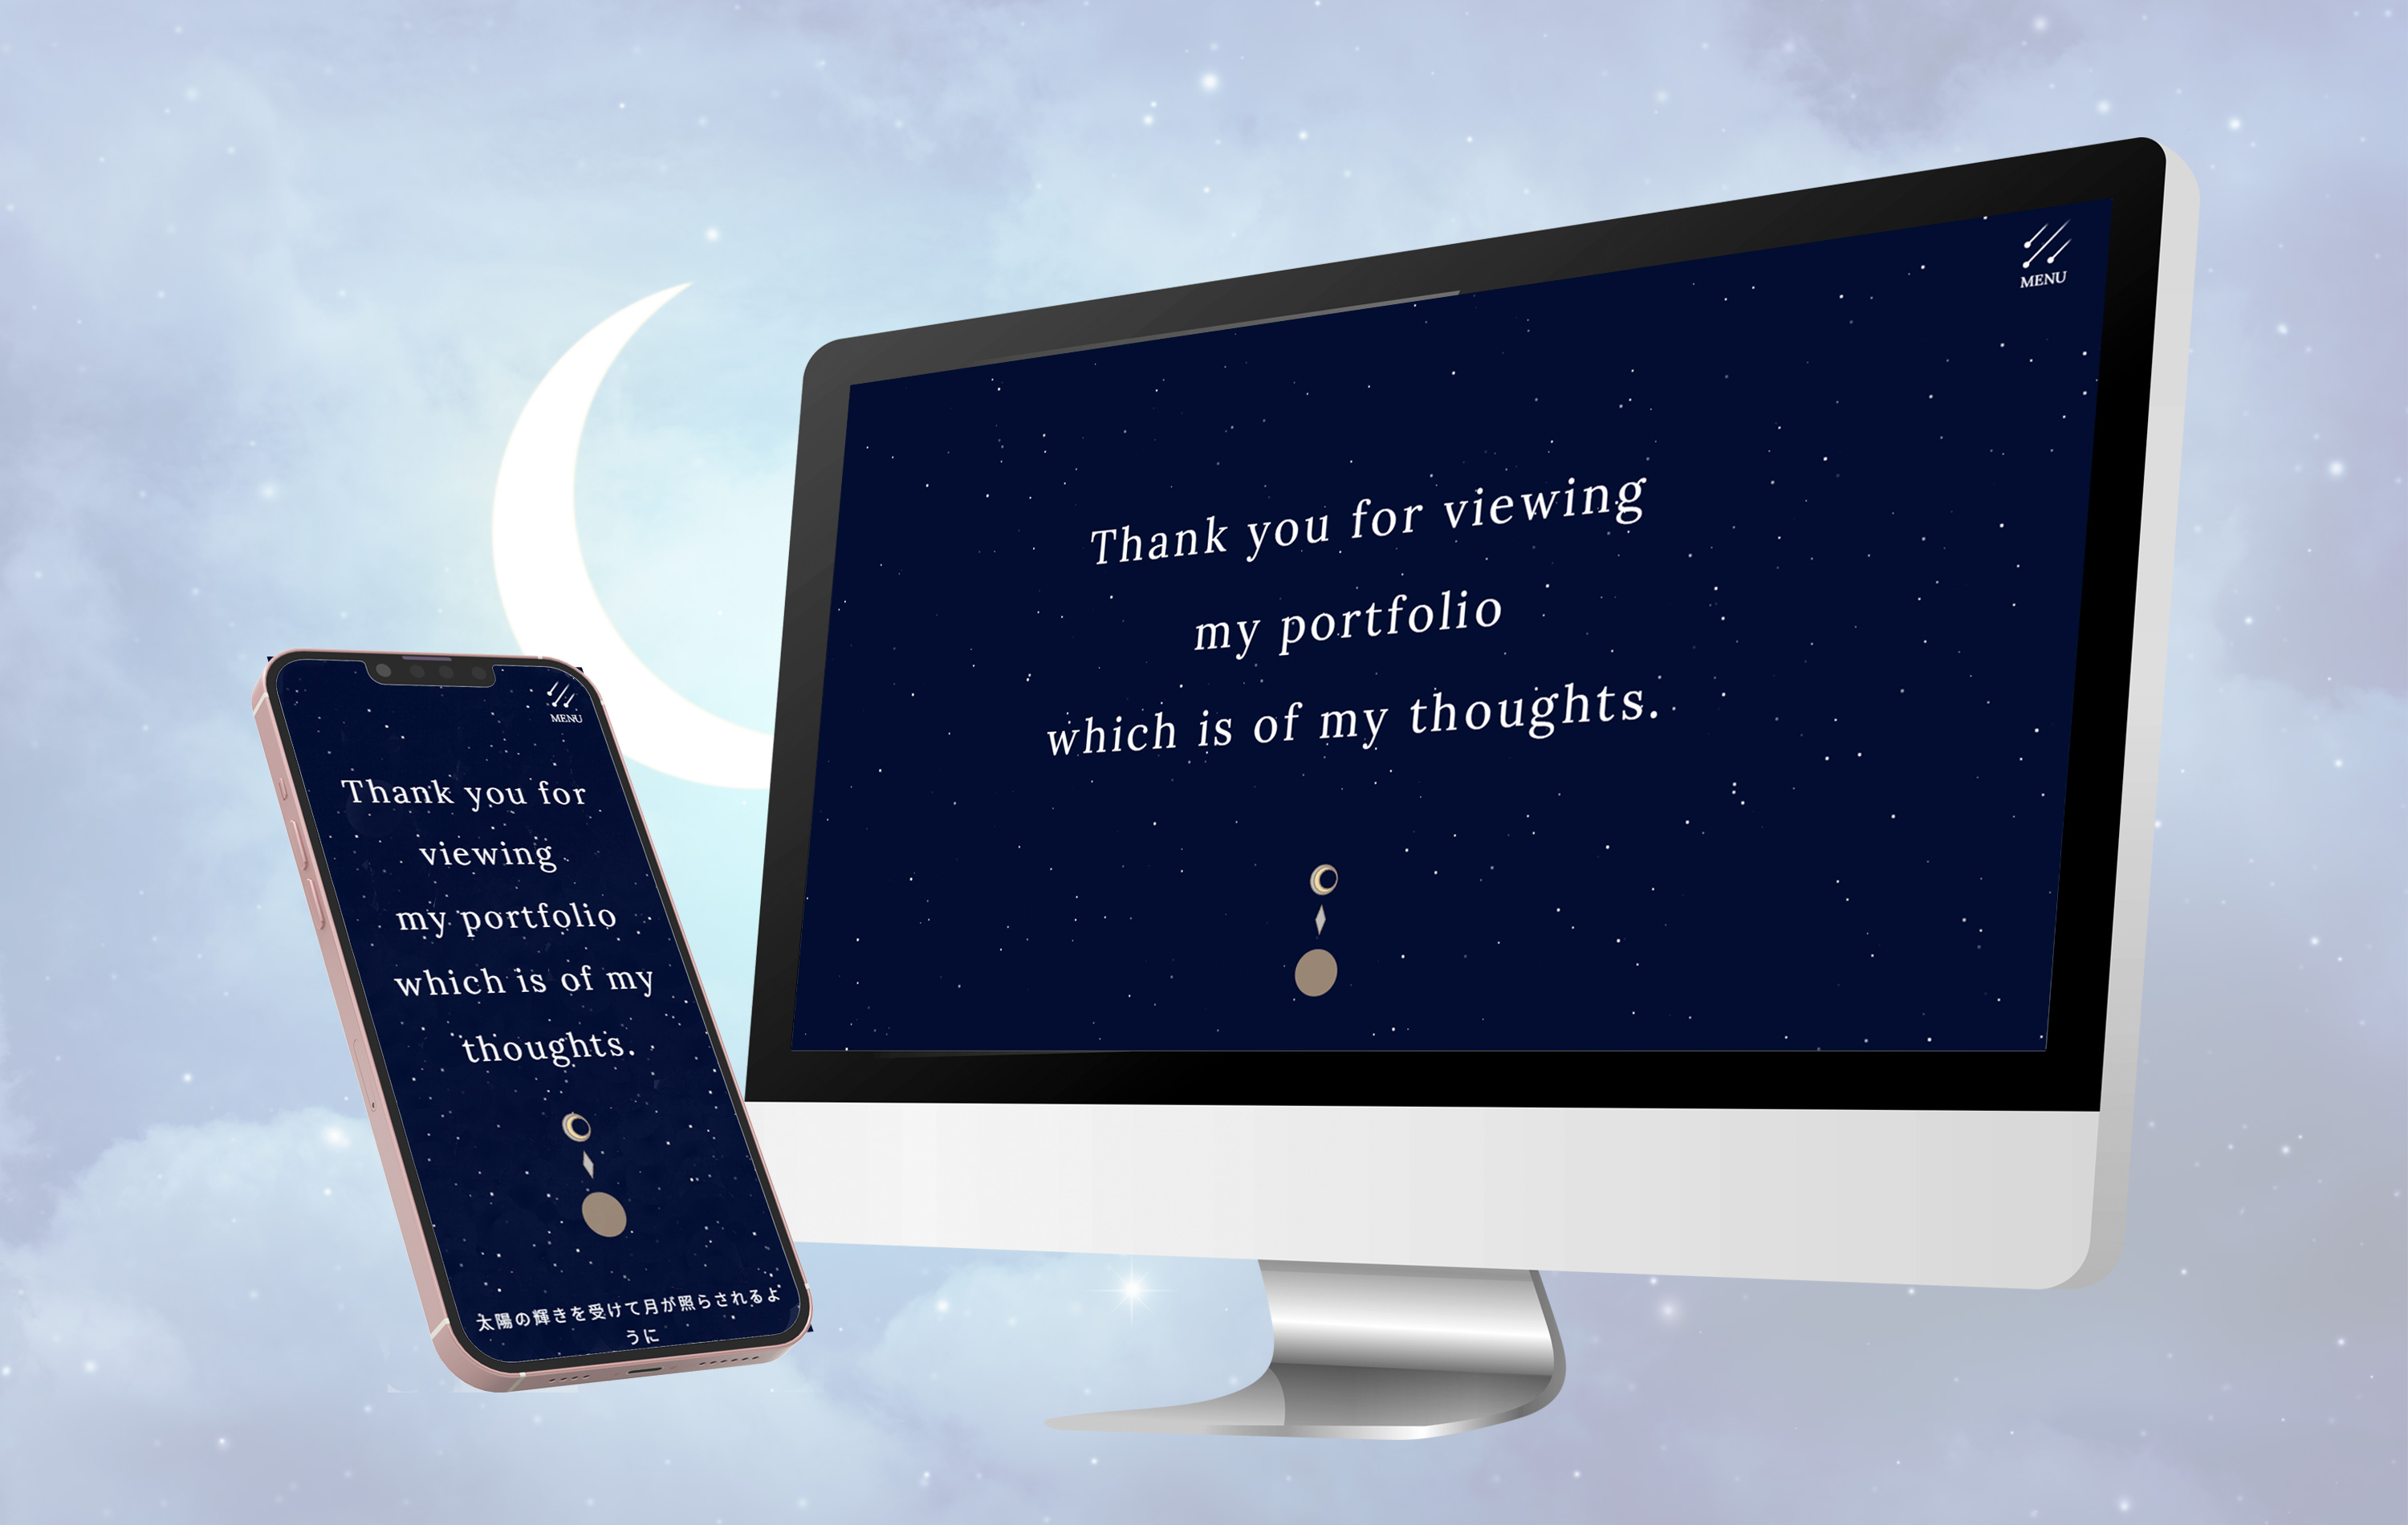 MENU
Thank you for viewing
my portfolio
which is of my thoughts.
MENU
Thank you for
viewing
my portfolio
which is of my
thoughts.
太陽の輝きを受けて月が照らされるよ
うに